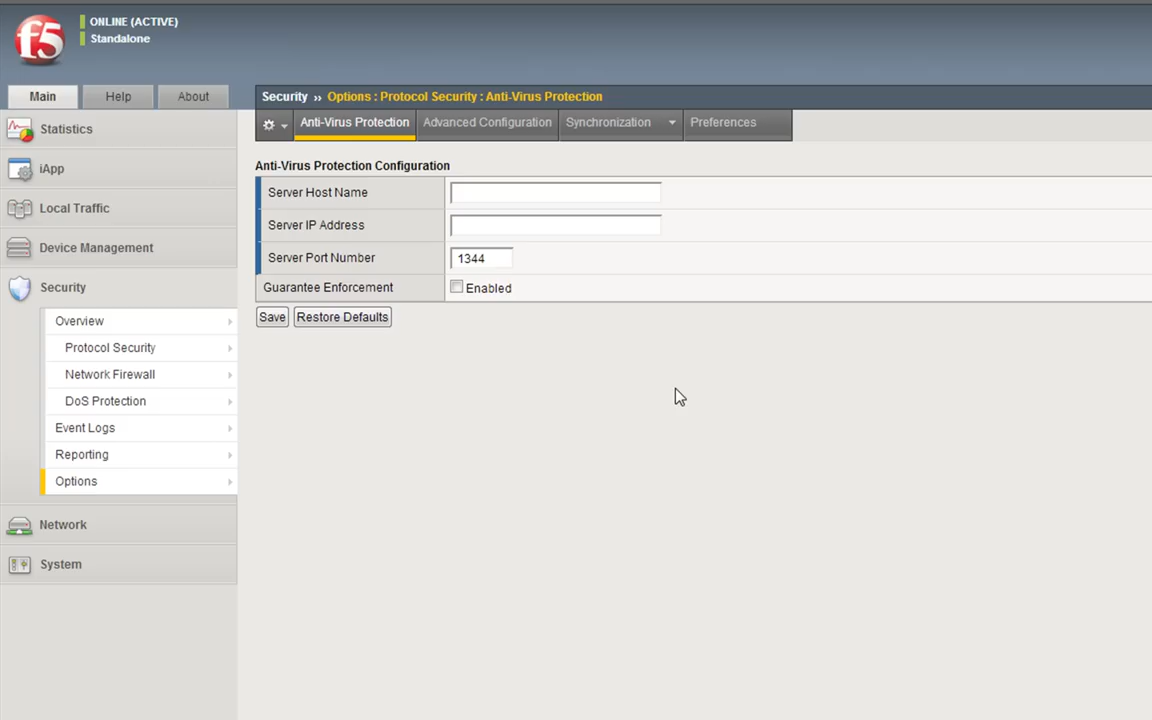 f5
ONLINE (ACTIVE)
Standalone
Main
Help
About
Security ›› Options : Protocol Security : Anti-Virus Protection
Anti-Virus Protection
Advanced Configuration
Synchronization
Preferences
Statistics
iApp
Local Traffic
Device Management
Security
Overview
Protocol Security
Network Firewall
DoS Protection
Event Logs
Reporting
Options
Network
System
Anti-Virus Protection Configuration
Server Host Name
Server IP Address
Server Port Number 1344
Guarantee Enforcement Enabled
Save Restore Defaults